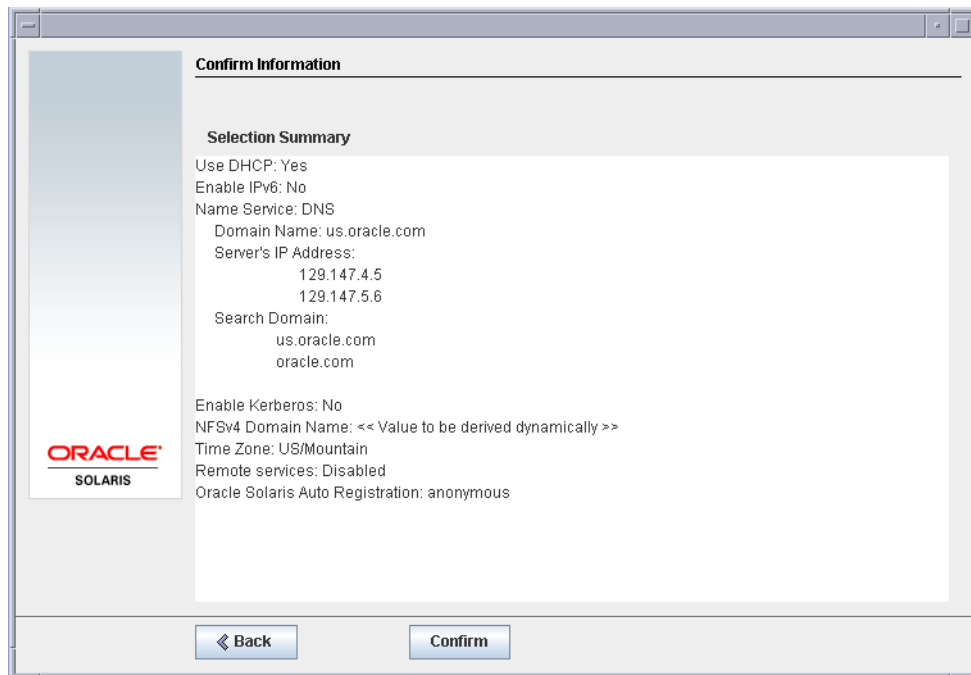 Confirm Information
Selection Summary
Use DHCP: Yes
Enable IPv6: No
Name Service: DNS
Domain Name: us.oracle.com
Server's IP Address:
129.147.4.5
129.147.5.6
Search Domain:
us.oracle.com
oracle.com
Enable Kerberos: No
NFSv4 Domain Name: << Value to be derived dynamically >>
Time Zone: US/Mountain
Remote services: Disabled
Oracle Solaris Auto Registration: anonymous
ORACLE
SOLARIS
Back
Confirm